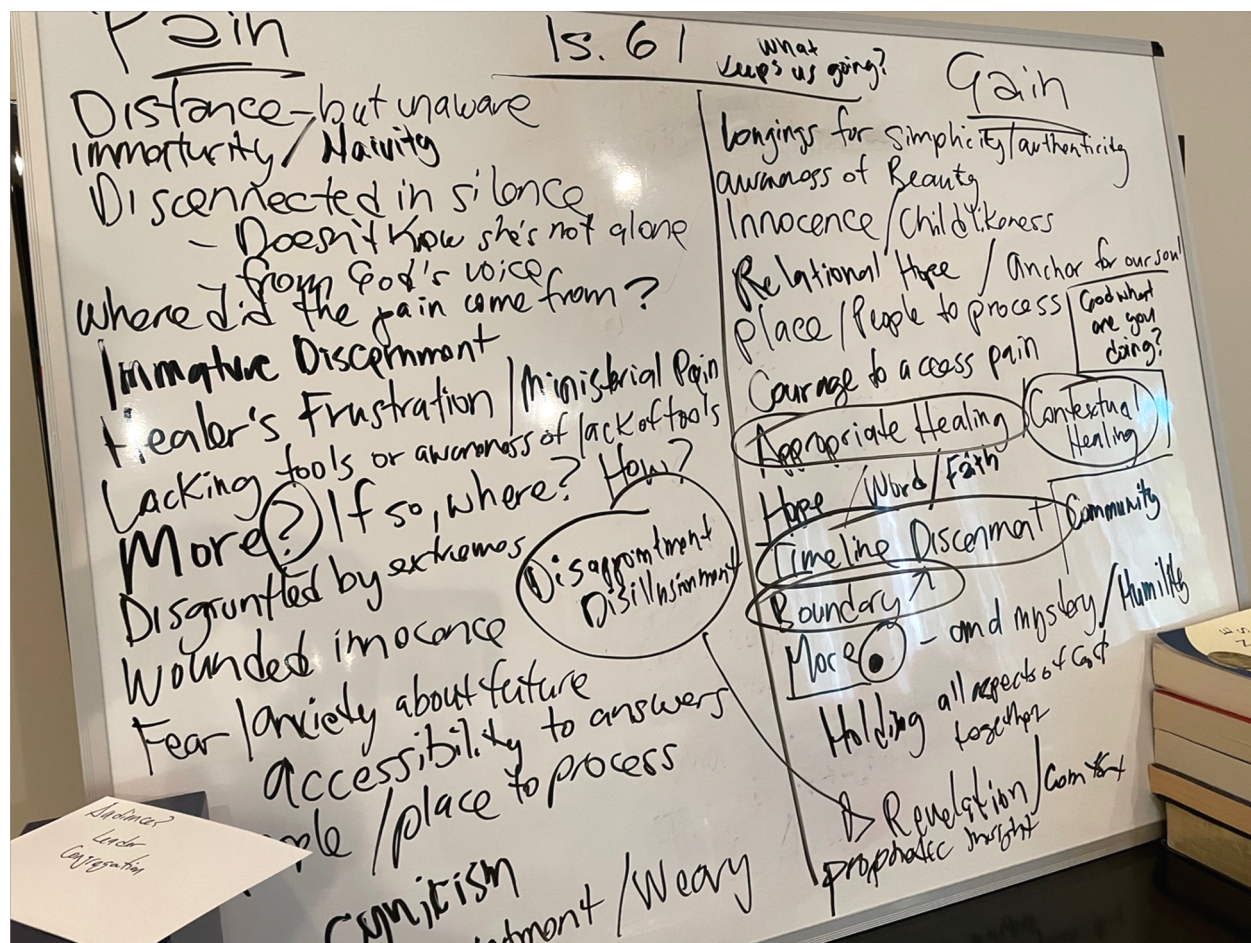 Pain
Is. 61
what
keeps us going?
Gain
Distance - but unaware
Immaturity / Naivity
Disconnected in silence
- Doesn't know she's not alone
from God's voice
Where did the pain come from?
Immature Discernment
Healer's Frustration / Ministerial Pain
Lacking tools or awareness of lack of tools
More? If so, where? How?
Disgruntled by extremes
Disappointment
Disillusionment
Wounded innocence
Fear / anxiety about future
accessibility to answers
/ place to process
cynicism
/ Weary
Longings for simplicity / authenticity
awareness of Beauty
Innocence / Childlikeness
Relational Hope / Anchor for our soul
Place / People to process
God what
are you
doing?
Courage to access pain
Appropriate Healing
Contextual
Healing
Hope / Word / Faith
Timeline Discernment
Community
Boundary
More. - and mystery / Humility
Holding all aspects of God
together
Revelation / Comfort
prophetic insight
Audience?
Leader
Congregation